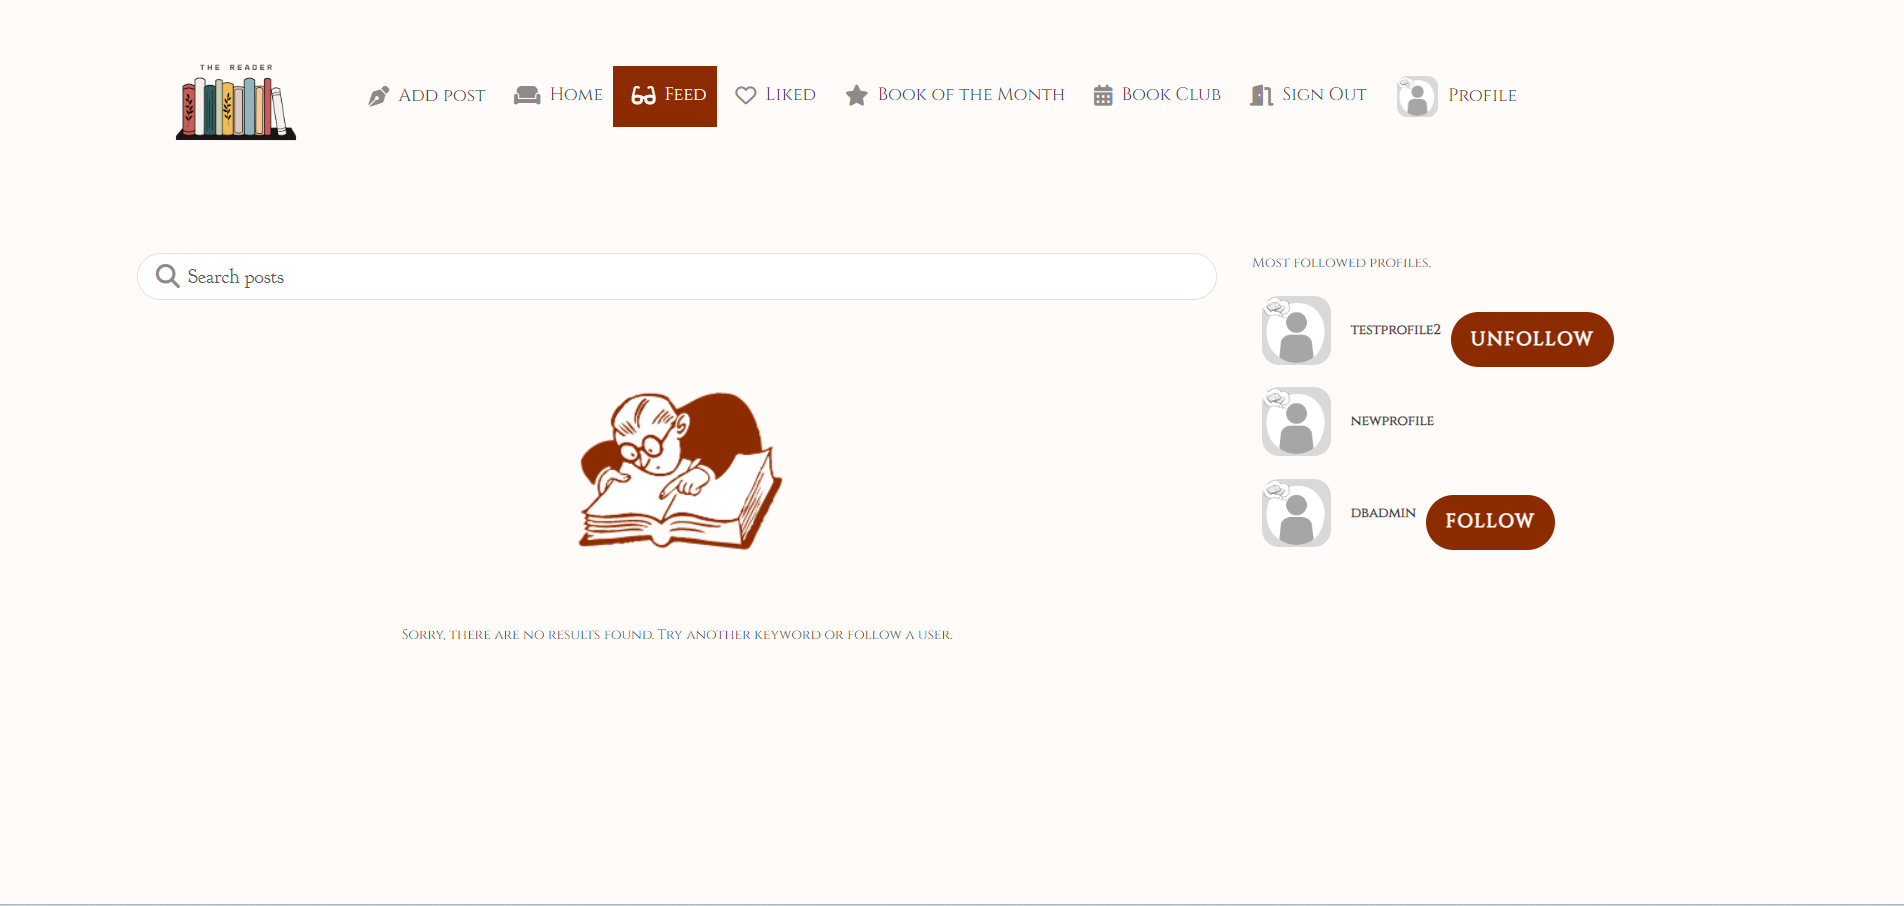 THE READER
Add post
Home
Feed
Liked
Book of the Month
Book Club
Sign Out
Profile
Search posts
Most followed profiles.
testprofile2
UNFOLLOW
newprofile
dbadmin
FOLLOW
Sorry, there are no results found. Try another keyword or follow a user.